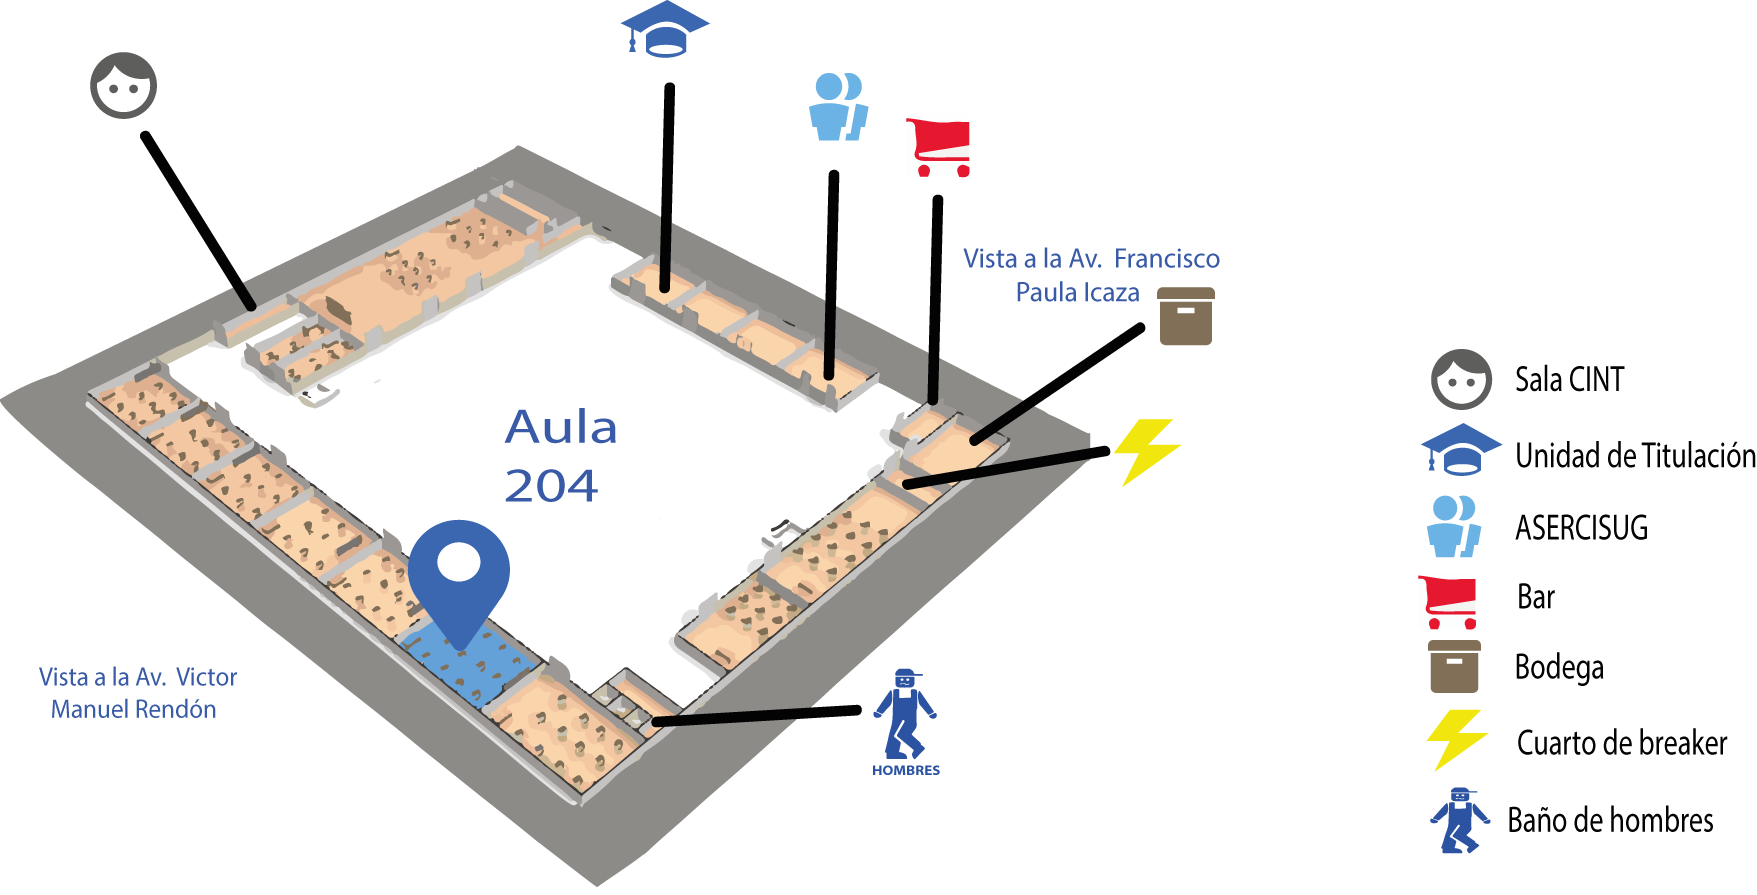 Vista a la Av. Francisco
Paula Icaza
Aula
204
Vista a la Av. Victor
Manuel Rendón
HOMBRES
Sala CINT
Unidad de Titulación
ASERCISUG
Bar
Bodega
Cuarto de breaker
Baño de hombres